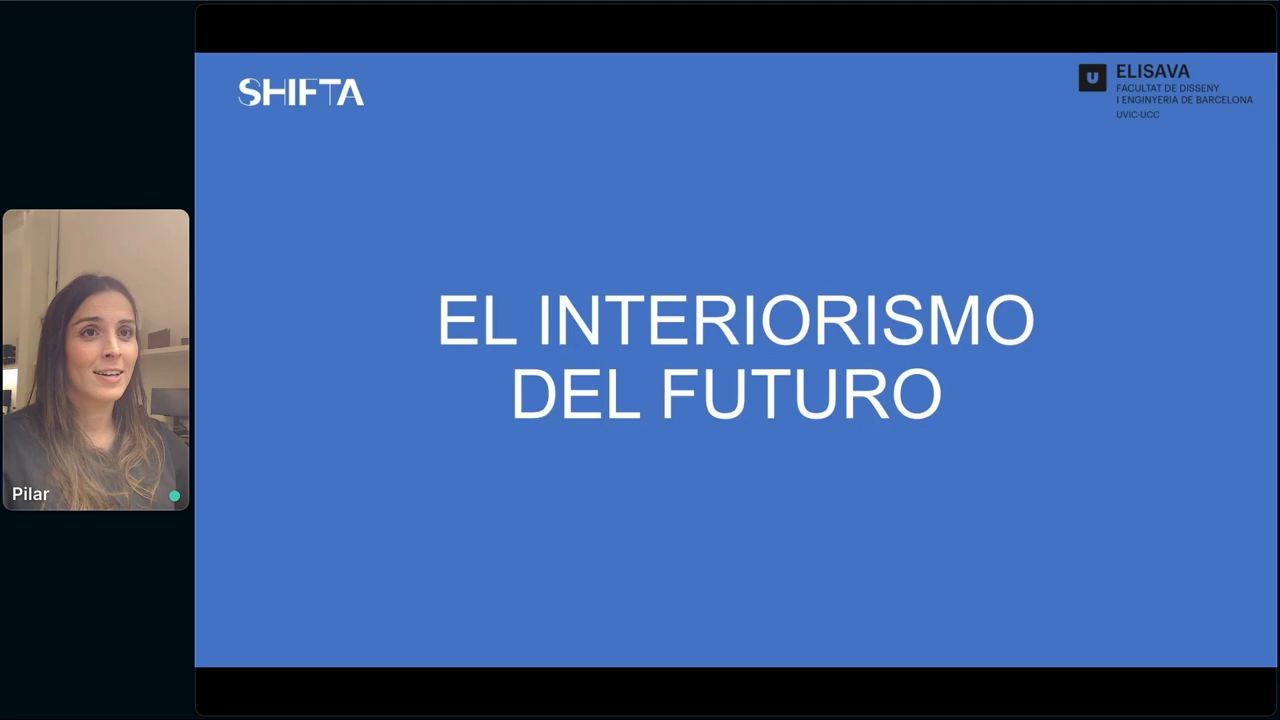 SHIFTA
ELISAVA
FACULTAT DE DISSENY
I ENGINYERIA DE BARCELONA
UVIC·UCC
EL INTERIORISMO
DEL FUTURO
Pilar